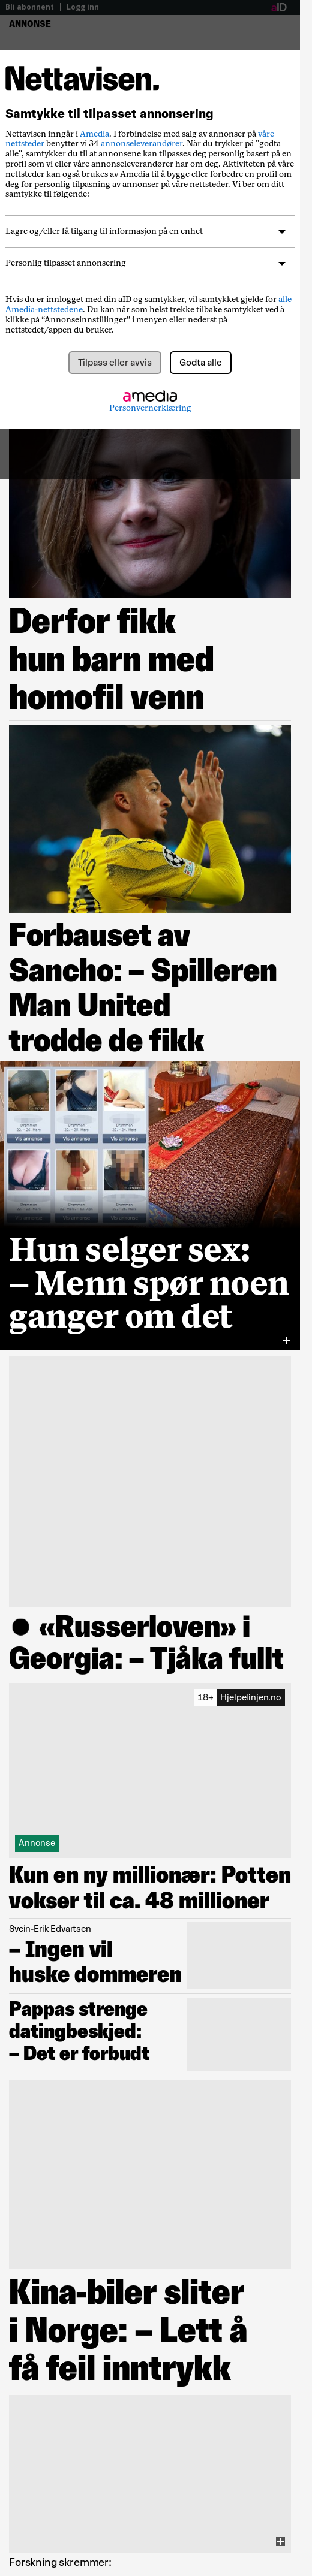 Bli abonnent | Logg inn
aID
ANNONSE
Nettavisen.
Samtykke til tilpasset annonsering
Nettavisen inngår i Amedia. I forbindelse med salg av annonser på våre
nettsteder benytter vi 34 annonseleverandører. Når du trykker på "godta
alle", samtykker du til at annonsene kan tilpasses deg personlig basert på en
profil som vi eller våre annonseleverandører har om deg. Aktiviteten på våre
nettsteder kan også brukes av Amedia til å bygge eller forbedre en profil om
deg for personlig tilpasning av annonser på våre nettsteder. Vi ber om ditt
samtykke til følgende:
Lagre og/eller få tilgang til informasjon på en enhet
Personlig tilpasset annonsering
Hvis du er innlogget med din aID og samtykker, vil samtykket gjelde for alle
Amedia-nettstedene. Du kan når som helst trekke tilbake samtykket ved å
klikke på “Annonseinnstillinger” i menyen eller nederst på
nettstedet/appen du bruker.
Tilpass eller avvis
Godta alle
amedia
Personvernerklæring
Derfor fikk
hun barn med
homofil venn
Forbauset av
Sancho: – Spilleren
Man United
trodde de fikk
Vis annonse Vis annonse Vis annonse
Vis annonse Vis annonse Vis annonse
Hun selger sex:
– Menn spør noen
ganger om det
«Russerloven» i
Georgia: – Tjåka fullt
18+ Hjelpelinjen.no
Annonse
Kun en ny millionær: Potten
vokser til ca. 48 millioner
Svein-Erik Edvartsen
– Ingen vil
huske dommeren
Pappas strenge
datingbeskjed:
– Det er forbudt
Kina-biler sliter
i Norge: – Lett å
få feil inntrykk
Forskning skremmer: